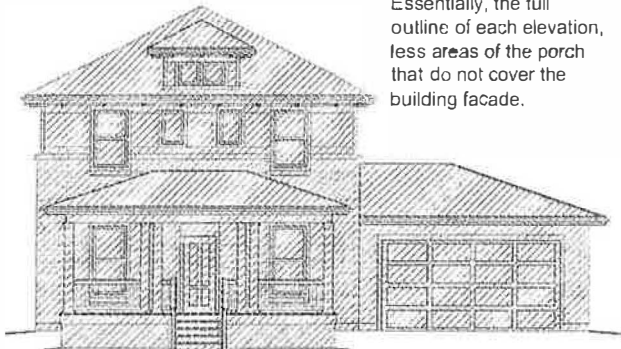 Essentially, the full
outline of each elevation,
less areas of the porch
that do not cover the
building facade.